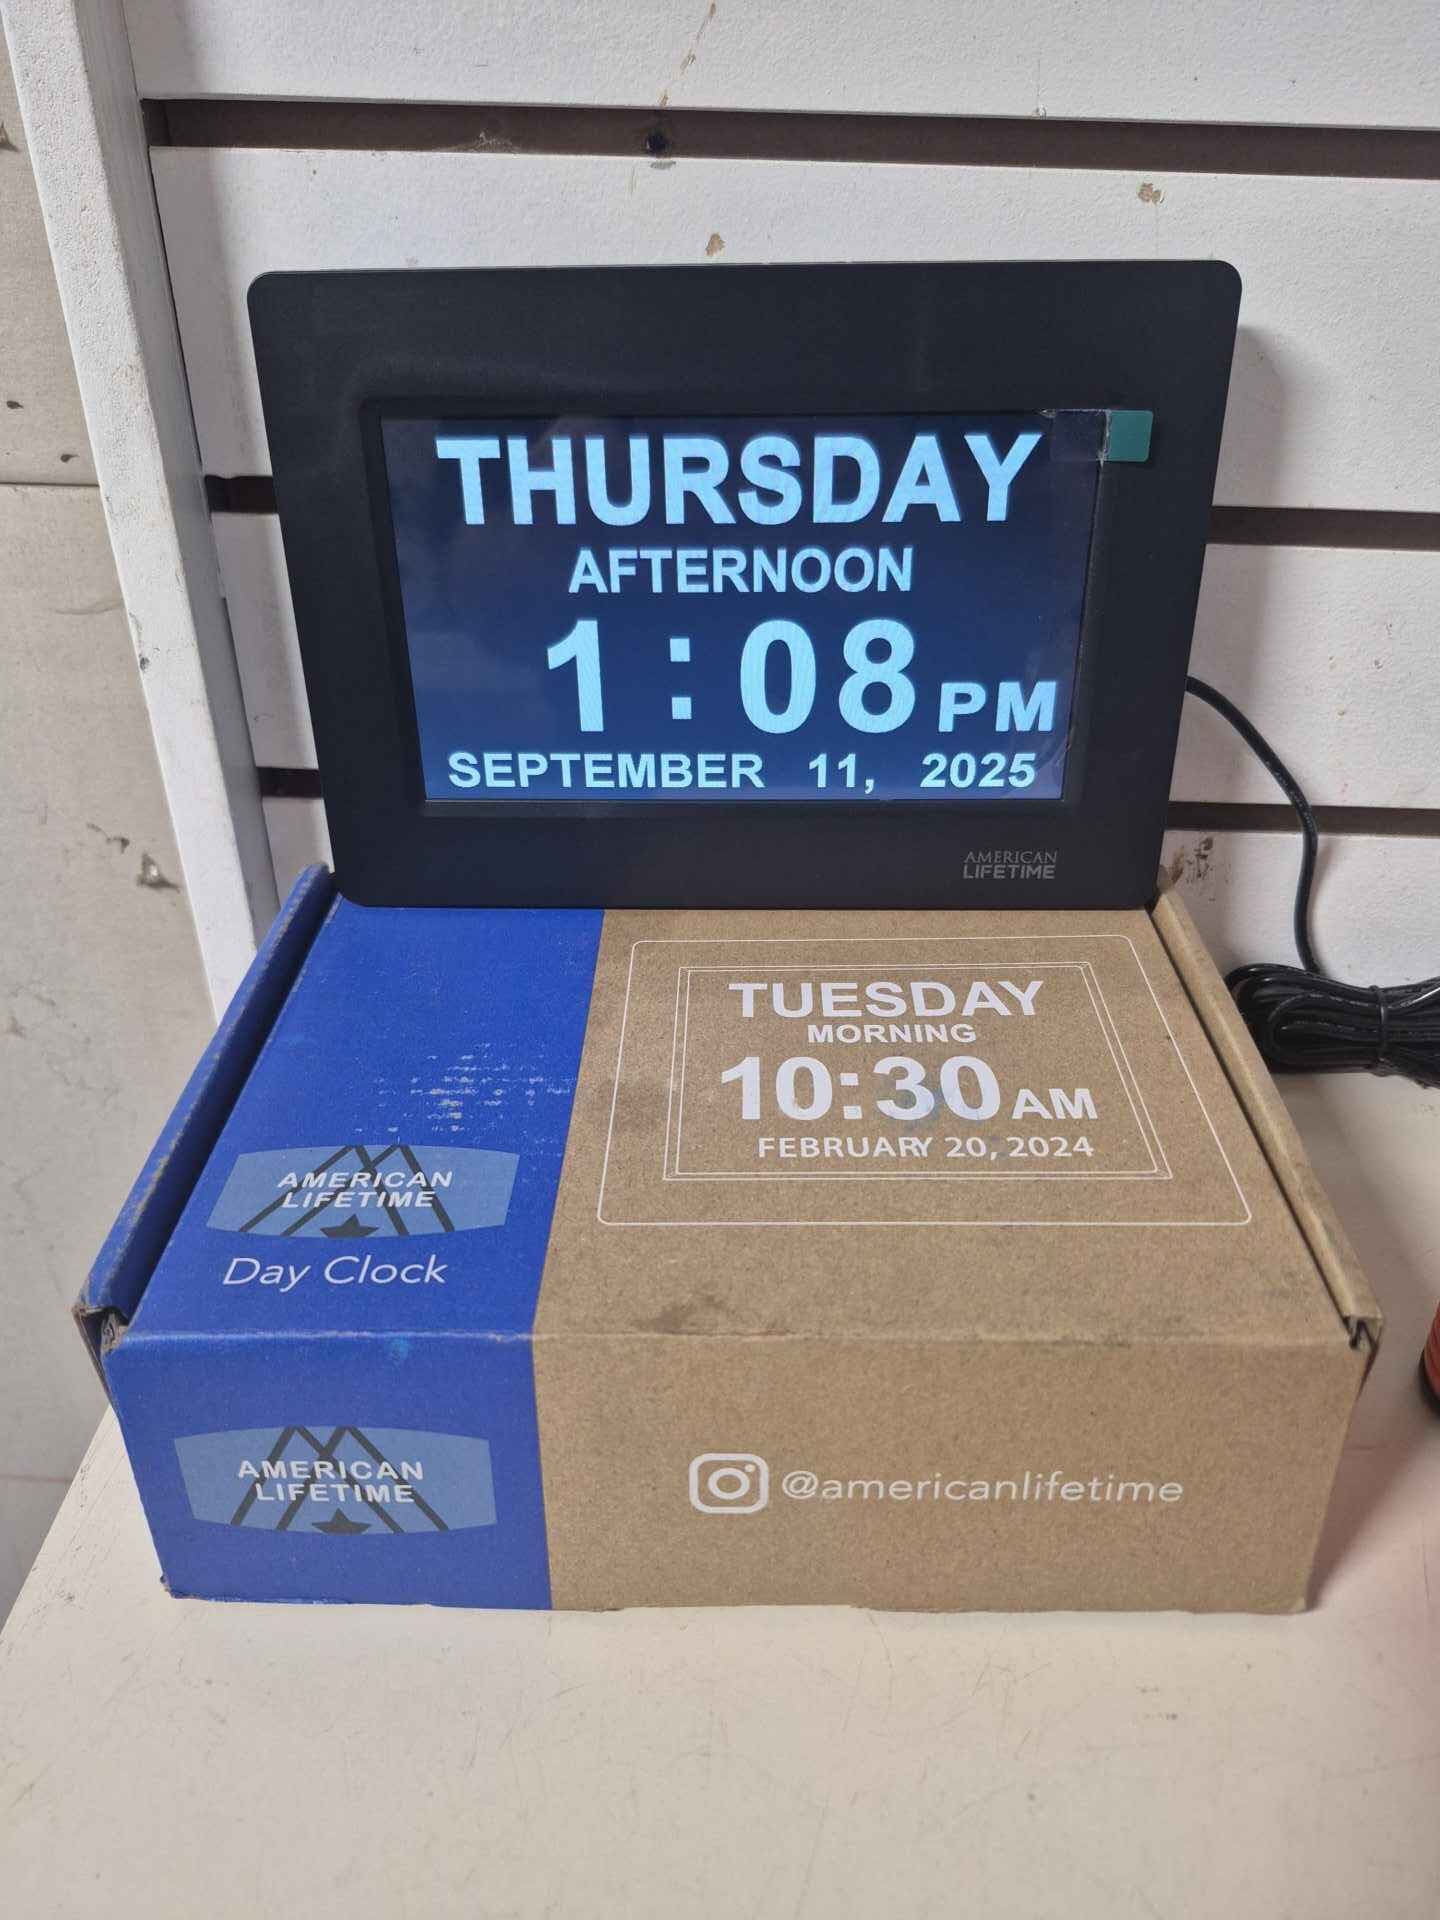 THURSDAY
AFTERNOON
1:08 PM
SEPTEMBER 11, 2025
AMERICAN
LIFETIME
TUESDAY
MORNING
10:30 AM
FEBRUARY 20, 2024
AMERICAN
LIFETIME
Day Clock
AMERICAN
LIFETIME
@americanlifetime